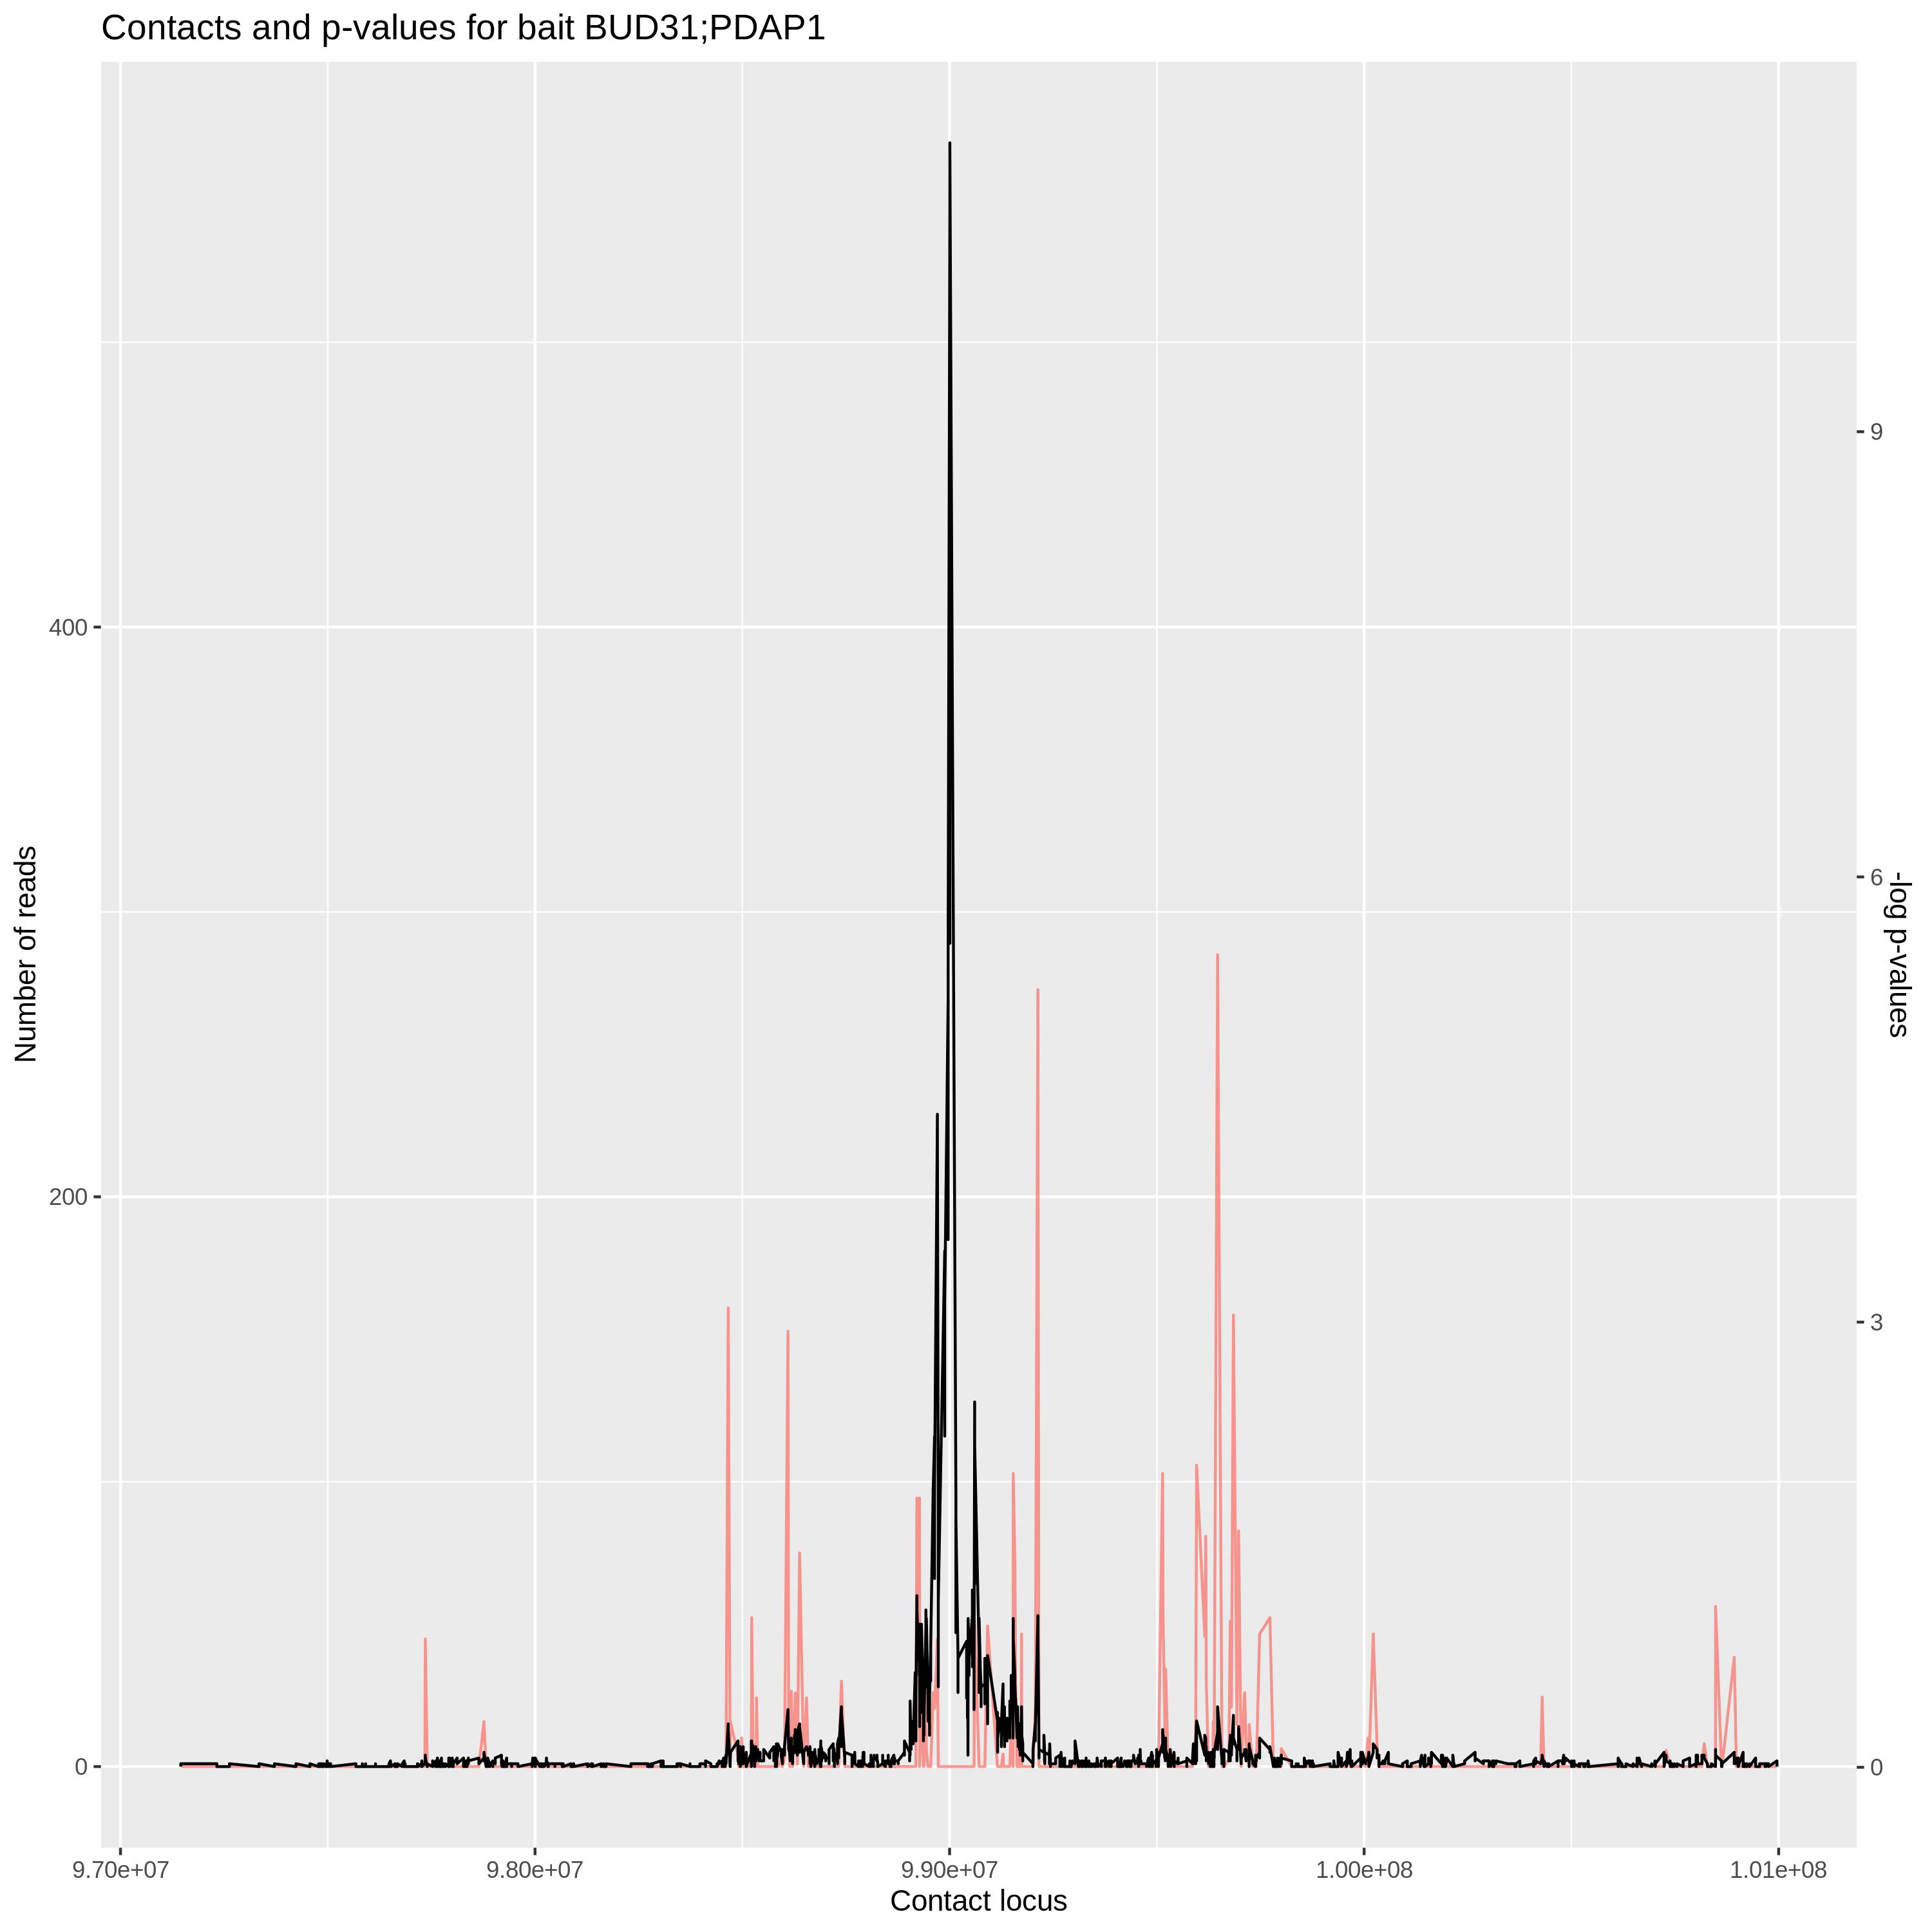 Contacts and p-values for bait BUD31;PDAP1
Number of reads
400
200
0
9
6
3
0
-log p-values
9.70e+07
9.80e+07
9.90e+07
1.00e+08
1.01e+08
Contact locus